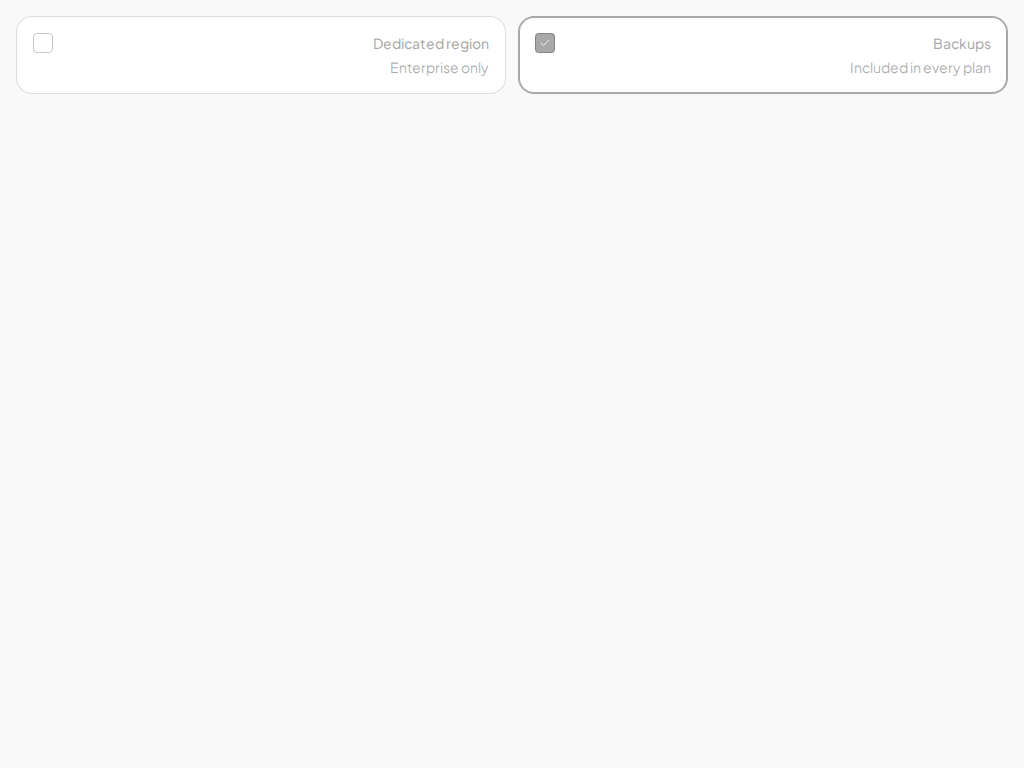 Dedicated region
Enterprise only
Backups
Included in every plan